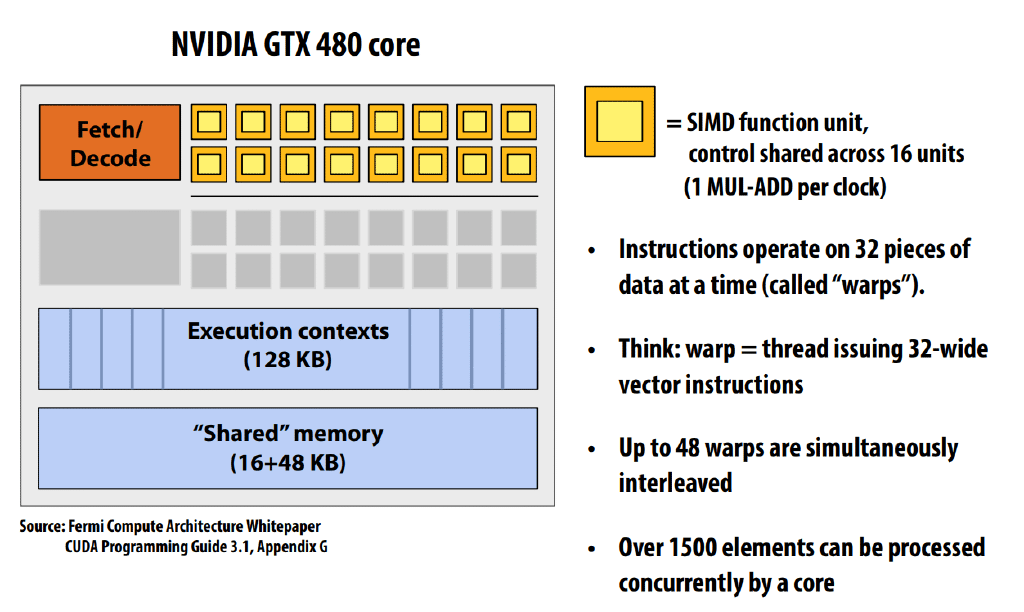 NVIDIA GTX 480 core
Fetch/
Decode
Execution contexts
(128 KB)
“Shared” memory
(16+48 KB)
Source: Fermi Compute Architecture Whitepaper
CUDA Programming Guide 3.1, Appendix G
= SIMD function unit,
control shared across 16 units
(1 MUL-ADD per clock)
• Instructions operate on 32 pieces of
data at a time (called “warps”).
• Think: warp = thread issuing 32-wide
vector instructions
• Up to 48 warps are simultaneously
interleaved
• Over 1500 elements can be processed
concurrently by a core